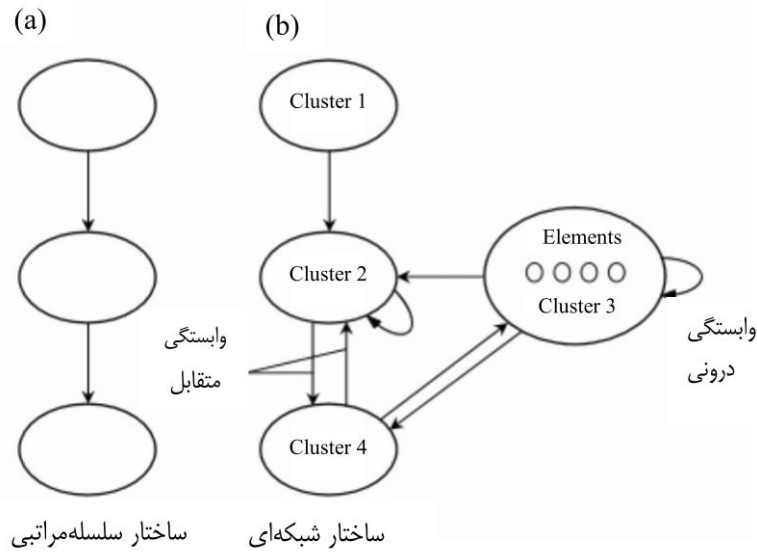 (a)
(b)
Cluster 1
Cluster 2
Elements
Cluster 3
وابستگی
درونی
وابستگی
متقابل
Cluster 4
ساختار سلسله‌مراتبی
ساختار شبکه‌ای